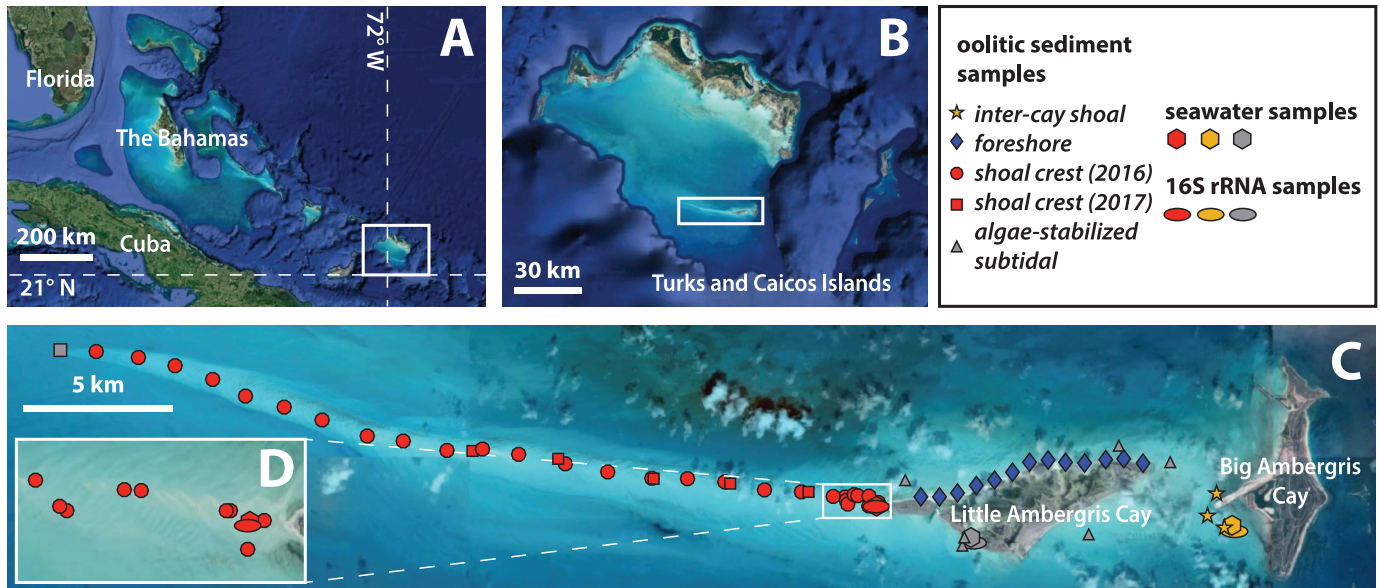 A
Florida
72° W
The Bahamas
200 km
Cuba
21° N
B
30 km
Turks and Caicos Islands
oolitic sediment
samples
inter-cay shoal
foreshore
shoal crest (2016)
shoal crest (2017)
algae-stabilized
subtidal
seawater samples
16S rRNA samples
C
5 km
D
Big Ambergris
Cay
Little Ambergris Cay